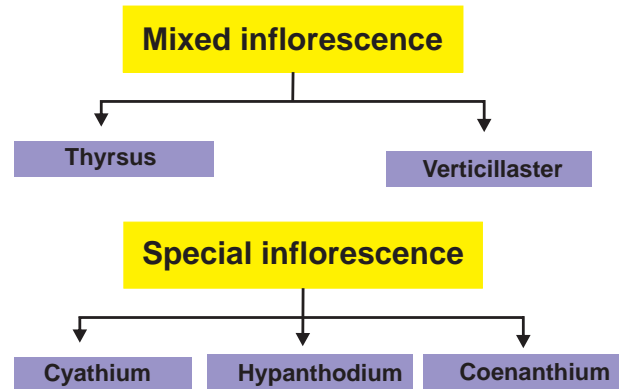 Mixed inflorescence
Thyrsus
Verticillaster
Special inflorescence
Cyathium
Hypanthodium
Coenanthium